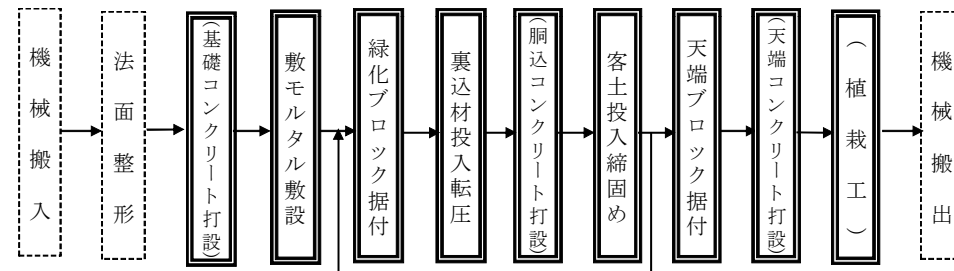 機械搬入
法面整形
(基礎コンクリート打設)
敷モルタル敷設
緑化ブロック据付
裏込材投入転圧
(胴込コンクリート打設)
客土投入締固め
天端ブロック据付
(天端コンクリート打設)
(植栽工)
機械搬出